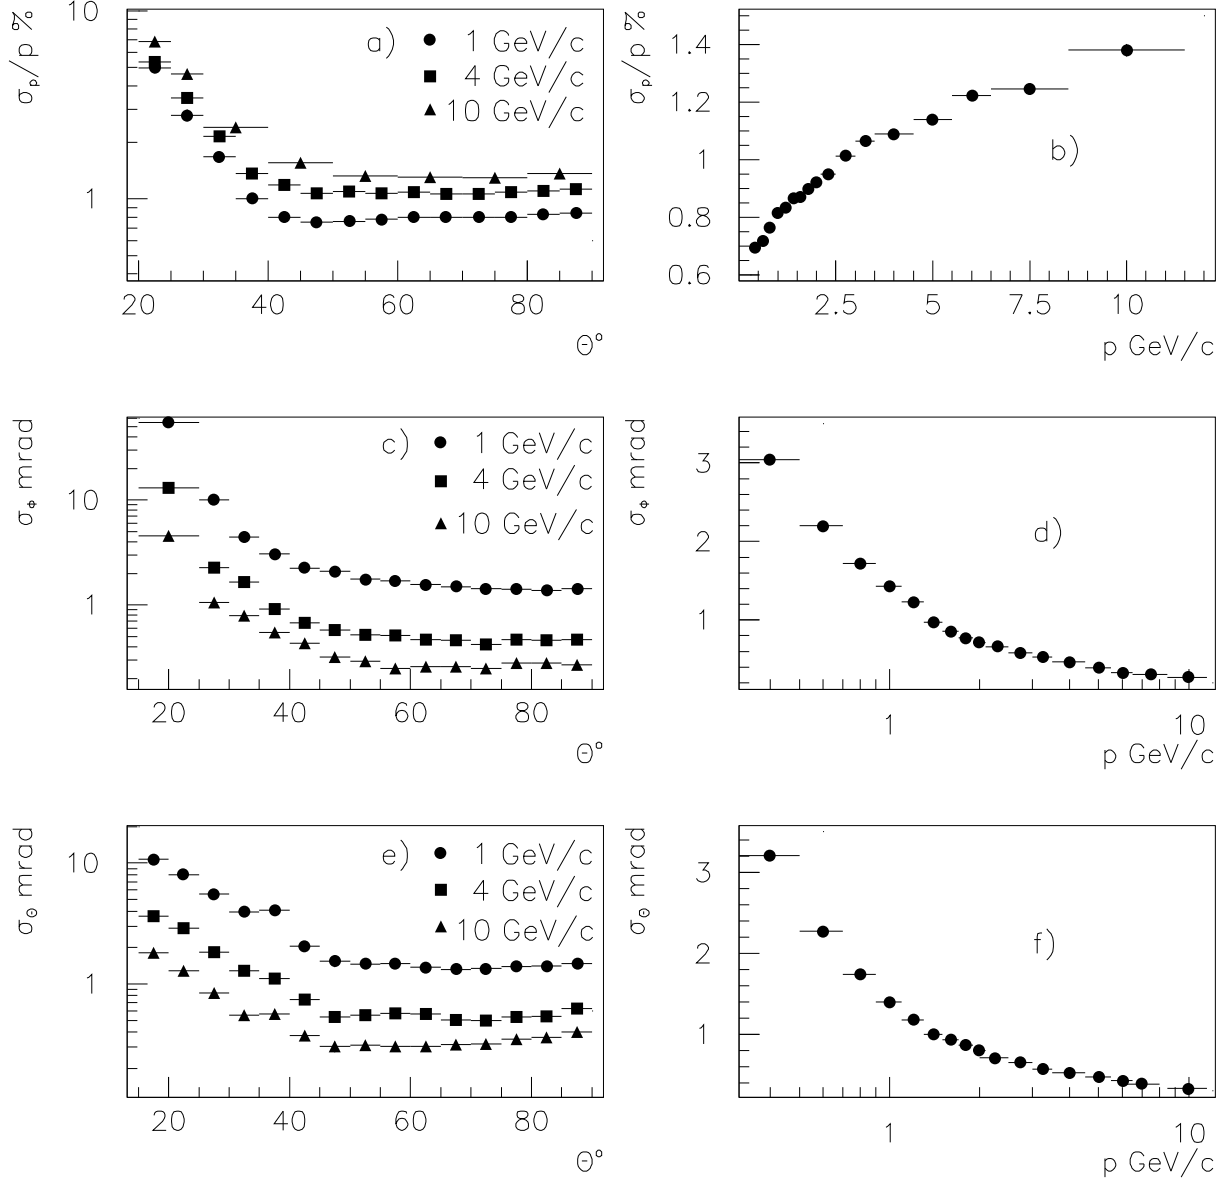 σp/p %
10
1
a)
1 GeV/c
4 GeV/c
10 GeV/c
20 40 60 80
Θ°
σp/p %
1.4
1.2
1
0.8
0.6
b)
2.5 5 7.5 10
p GeV/c
σϕ mrad
10
1
c)
1 GeV/c
4 GeV/c
10 GeV/c
20 40 60 80
Θ°
σϕ mrad
3
2
1
d)
1 10
p GeV/c
σΘ mrad
10
1
e)
1 GeV/c
4 GeV/c
10 GeV/c
20 40 60 80
Θ°
σΘ mrad
3
2
1
f)
1 10
p GeV/c